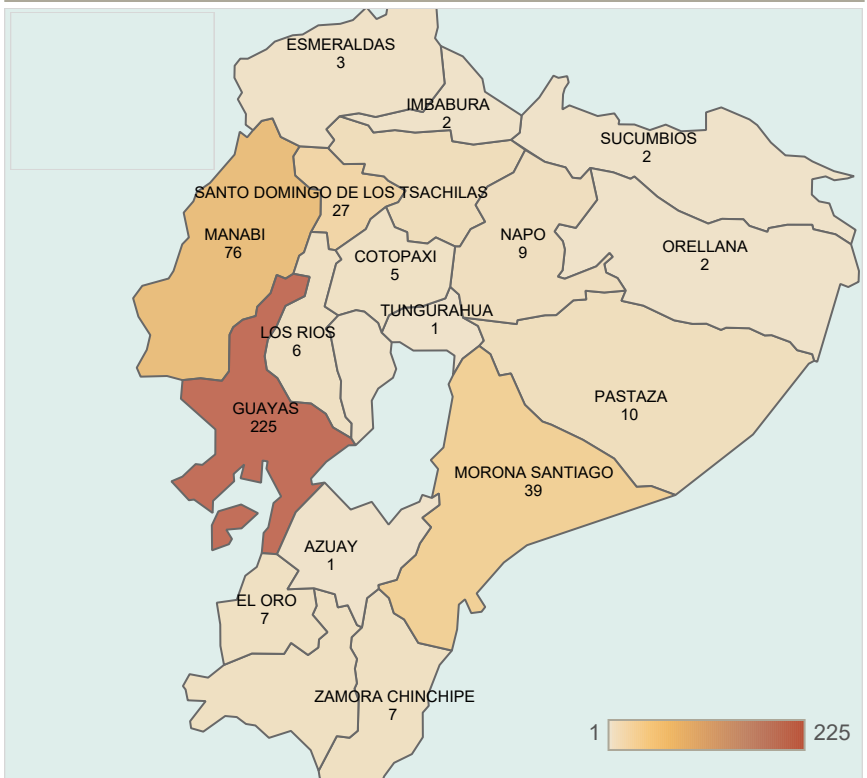 ESMERALDAS
3
IMBABURA
2
SUCUMBIOS
2
SANTO DOMINGO DE LOS TSACHILAS
27
MANABI
76
NAPO
9
ORELLANA
2
COTOPAXI
5
TUNGURAHUA
1
LOS RIOS
6
PASTAZA
10
GUAYAS
225
MORONA SANTIAGO
39
AZUAY
1
EL ORO
7
ZAMORA CHINCHIPE
7
1 225